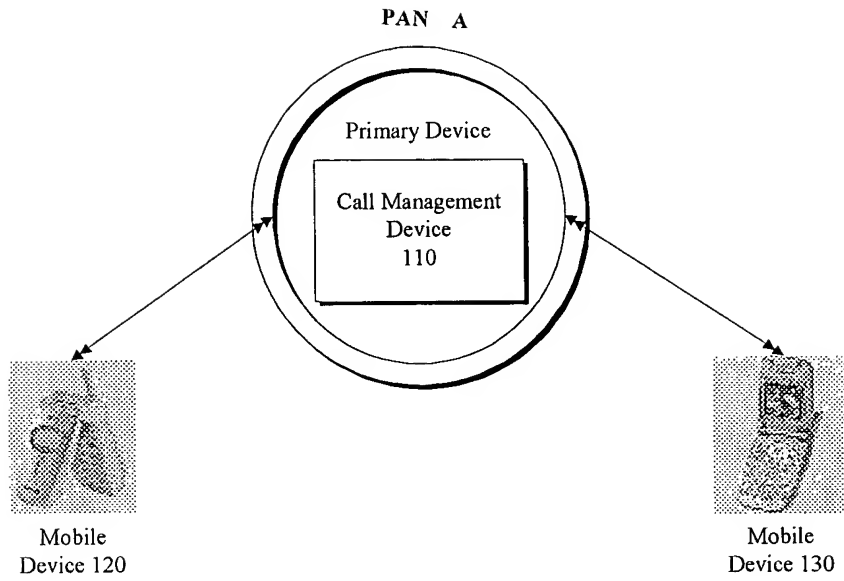 PAN A
Primary Device
Call Management
Device
110
Mobile
Device 120
Mobile
Device 130